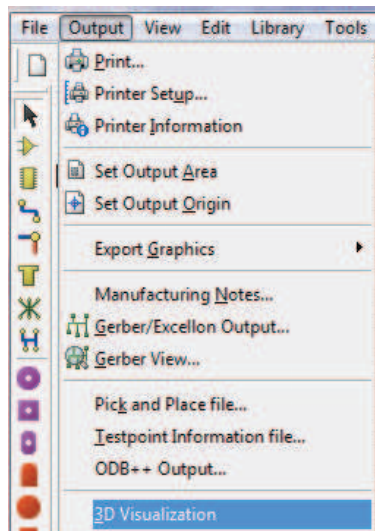 File Output View Edit Library Tools
Print...
Printer Setup...
Printer Information
Set Output Area
Set Output Origin
Export Graphics
Manufacturing Notes...
Gerber/Excellon Output...
Gerber View...
Pick and Place file...
Testpoint Information file...
ODB++ Output...
3D Visualization